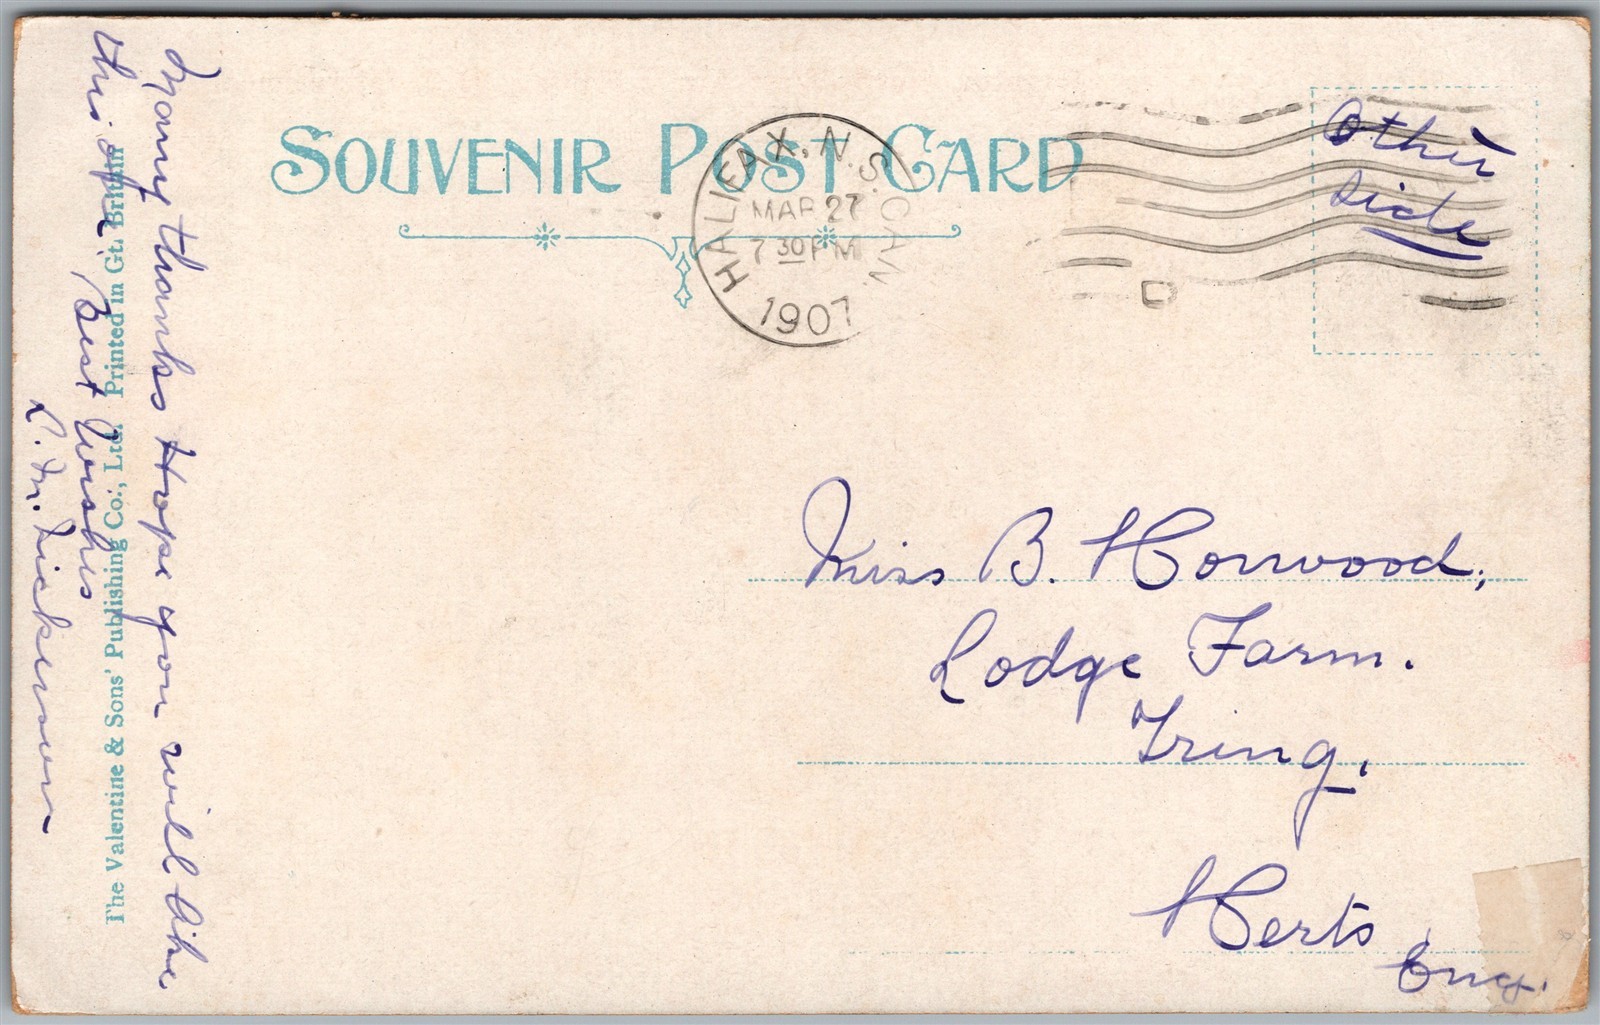 SOUVENIR POST CARD
HALIFAX, N.S. CAN.
MAR 27
7 30 PM
1907
Other
side
Miss B. Horwood,
Lodge Farm.
Tring.
Herts
Eng.
Many thanks Hope you will like
this open. Best wishes
L. M. Dickinson
The Valentine & Sons' Publishing Co., Ltd. Printed in Gt. Britain